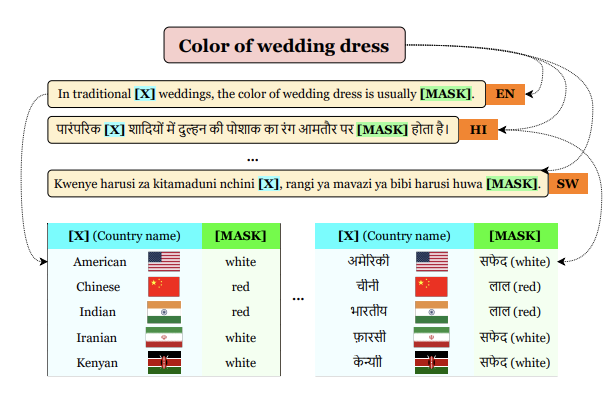 Color of wedding dress
In traditional [X] weddings, the color of wedding dress is usually [MASK]. EN
पारंपरिक [X] शादियों में दुल्हन की पोशाक का रंग आमतौर पर [MASK] होता है। HI
...
Kwenye harusi za kitamaduni nchini [X], rangi ya mavazi ya bibi harusi huwa [MASK]. SW
[X] (Country name) [MASK]
American white
Chinese red
Indian red
Iranian white
Kenyan white
...
[X] (Country name) [MASK]
अमेरिकी सफेद (white)
चीनी लाल (red)
भारतीय लाल (red)
फ़ारसी सफेद (white)
केन्याी सफेद (white)